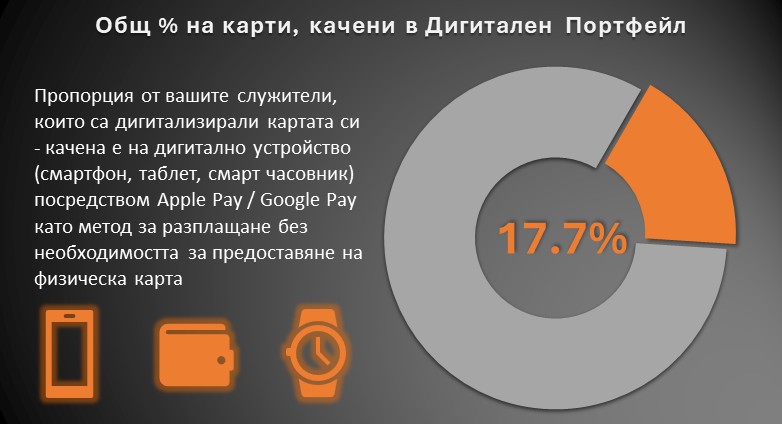 Общ % на карти, качени в Дигитален Портфейл
Пропорция от вашите служители,
които са дигитализирали картата си
- качена е на дигитално устройство
(смартфон, таблет, смарт часовник)
посредством Apple Pay / Google Pay
като метод за разплащане без
необходимостта за предоставяне на
физическа карта
17.7%